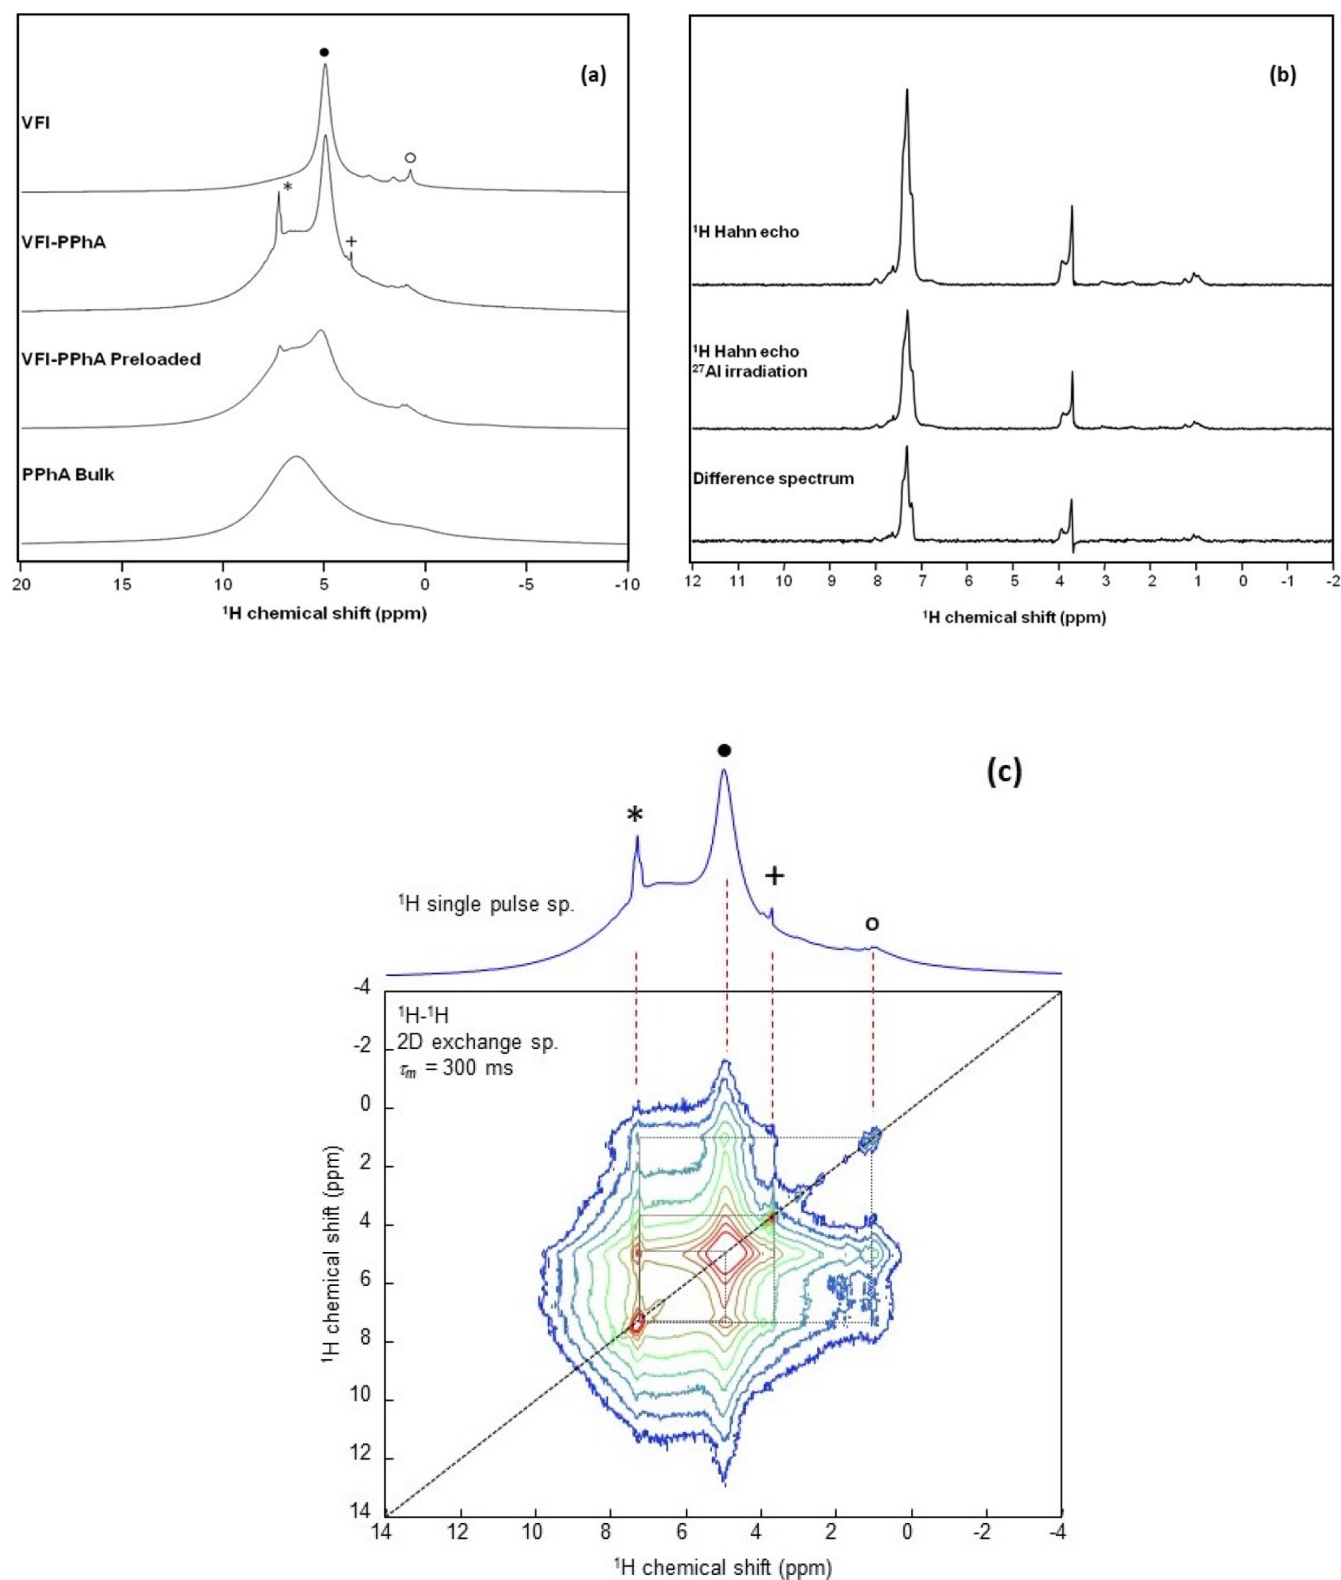 (a)
●
VFI
○
*
VFI-PPhA
+
VFI-PPhA Preloaded
PPhA Bulk
20 15 10 5 0 -5 -10
¹H chemical shift (ppm)
(b)
¹H Hahn echo
¹H Hahn echo
²⁷Al irradiation
Difference spectrum
12 11 10 9 8 7 6 5 4 3 2 1 0 -1 -2
¹H chemical shift (ppm)
(c)
●
*
+
o
¹H single pulse sp.
¹H-¹H
2D exchange sp.
τm = 300 ms
-4
-2
0
2
4
6
8
10
12
14
¹H chemical shift (ppm)
14 12 10 8 6 4 2 0 -2 -4
¹H chemical shift (ppm)